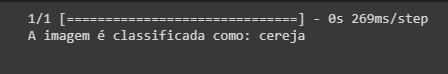 1/1 [==============================] - 0s 269ms/step
A imagem é classificada como: cereja